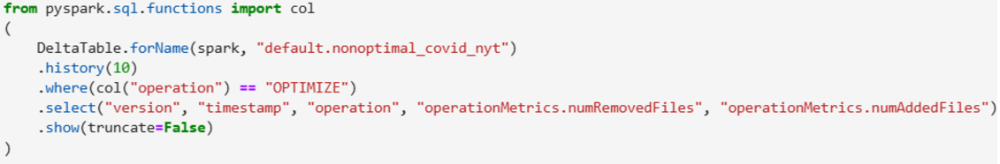 from pyspark.sql.functions import col
(
    DeltaTable.forName(spark, "default.nonoptimal_covid_nyt")
    .history(10)
    .where(col("operation") == "OPTIMIZE")
    .select("version", "timestamp", "operation", "operationMetrics.numRemovedFiles", "operationMetrics.numAddedFiles")
    .show(truncate=False)
)